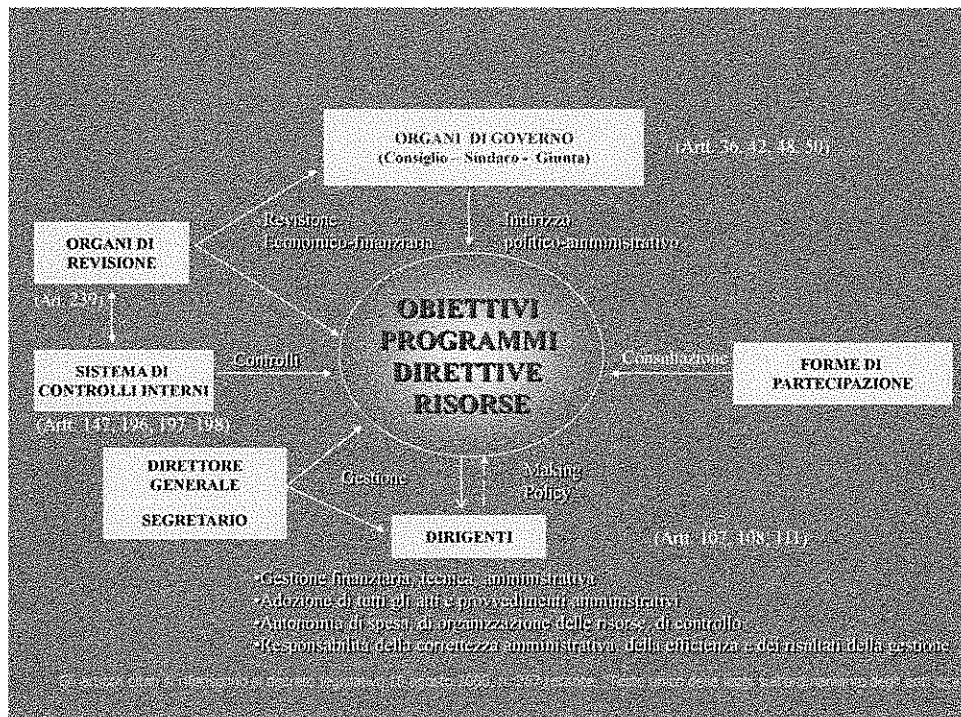 ORGANI DI GOVERNO
(Consiglio – Sindaco - Giunta)
(Artt. 36, 42, 48, 50)
Revisione
Economico-finanziaria
Indirizzo
politico-amministrativo
ORGANI DI
REVISIONE
(Art. 239)
OBIETTIVI
PROGRAMMI
DIRETTIVE
RISORSE
SISTEMA DI
CONTROLLI INTERNI
Controlli
Consultazione
FORME DI
PARTECIPAZIONE
(Artt. 147, 196, 197, 198)
DIRETTORE
GENERALE
SEGRETARIO
Gestione
Making
Policy
DIRIGENTI
(Artt. 107, 108, 111)
•Gestione finanziaria, tecnica, amministrativa
•Adozione di tutti gli atti e provvedimenti amministrativi
•Autonomia di spesa, di organizzazione delle risorse, di controllo
•Responsabilità della correttezza amministrativa, della efficienza e dei risultati della gestione